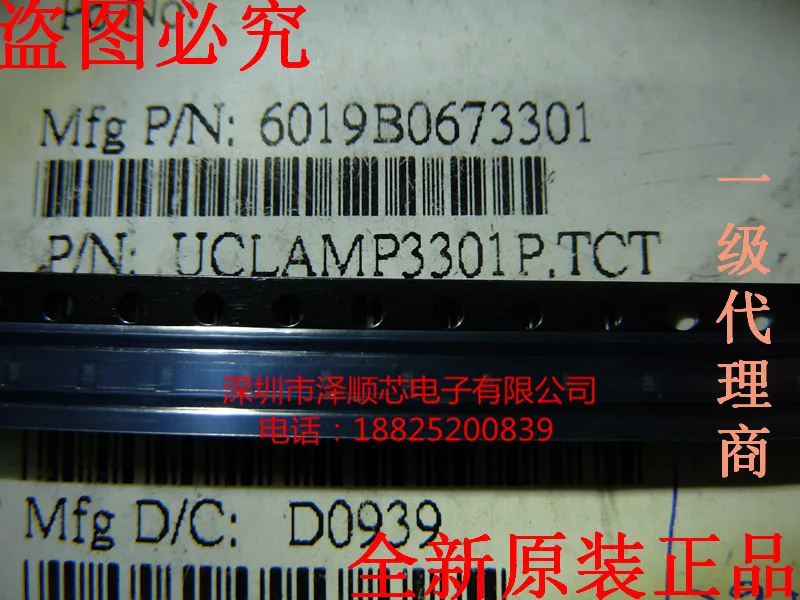 盗图必究
Mfg P/N: 6019B0673301
P/N: UCLAMP3301P.TCT
一级代理商
深圳市泽顺芯电子有限公司
电话：18825200839
Mfg D/C: D0939
全新原装正品